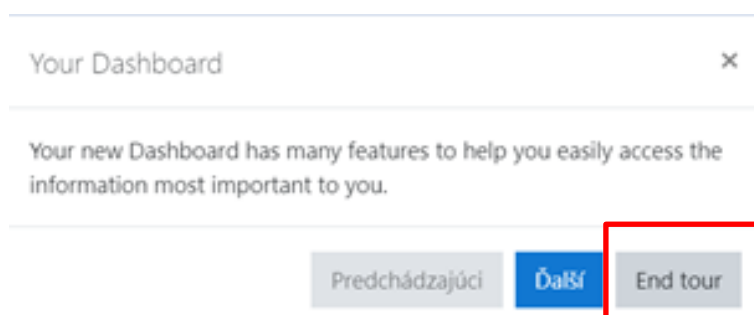 Your Dashboard ×
Your new Dashboard has many features to help you easily access the
information most important to you.
Predchádzajúci Ďalší End tour